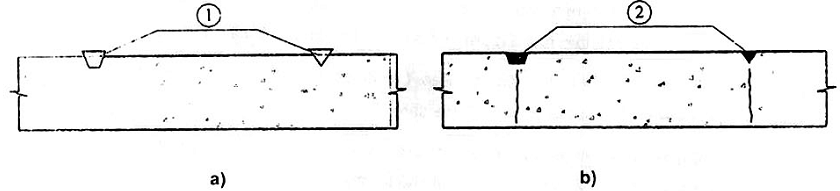 ① ②
a) b)